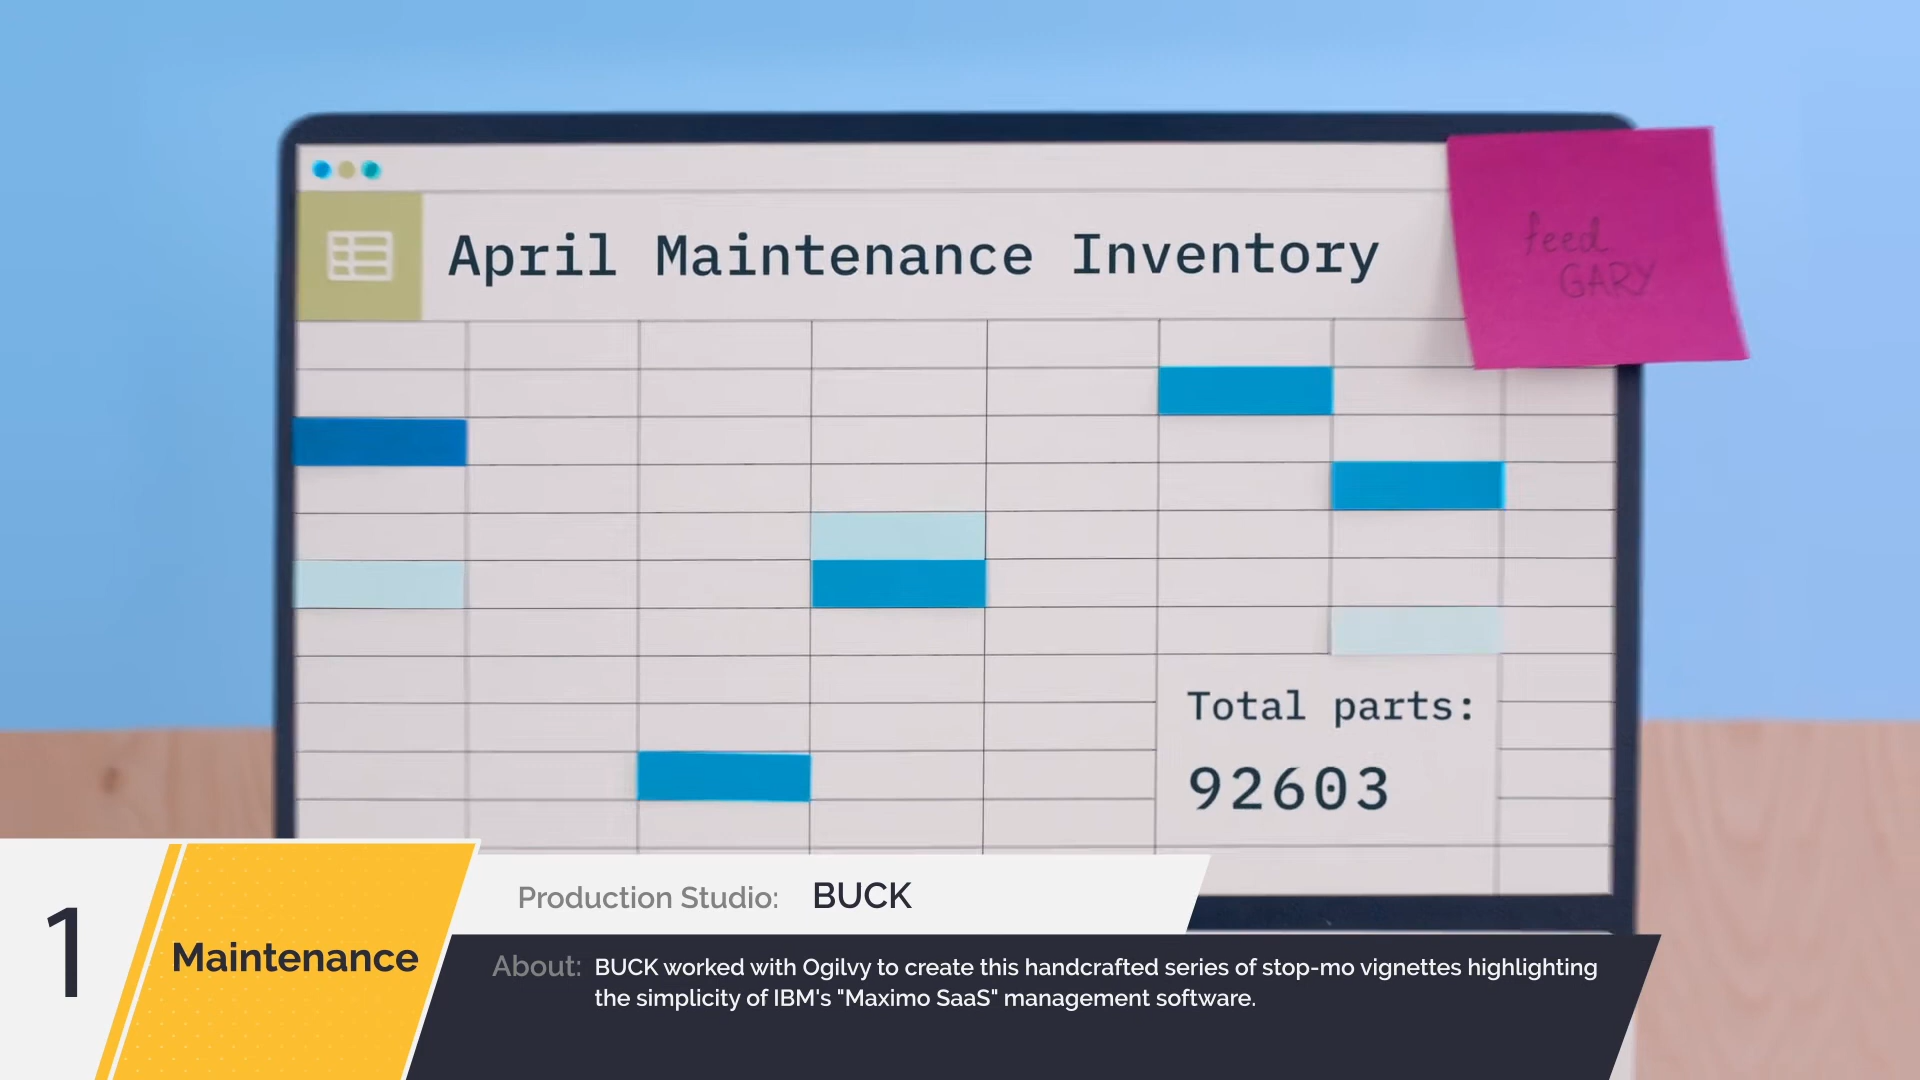 April Maintenance Inventory
feed
GARY
Total parts:
92603
1
Maintenance
Production Studio: BUCK
About: BUCK worked with Ogilvy to create this handcrafted series of stop-mo vignettes highlighting
the simplicity of IBM's "Maximo SaaS" management software.